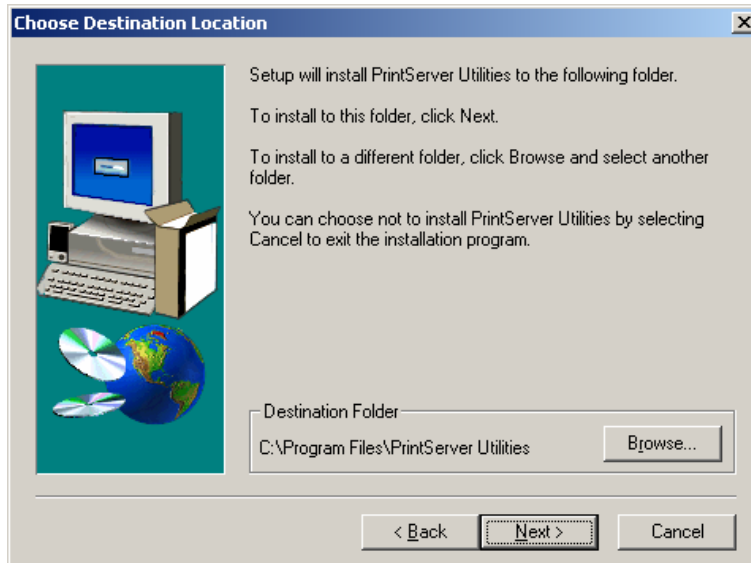 Choose Destination Location
Setup will install PrintServer Utilities to the following folder.
To install to this folder, click Next.
To install to a different folder, click Browse and select another
folder.
You can choose not to install PrintServer Utilities by selecting
Cancel to exit the installation program.
Destination Folder
C:\Program Files\PrintServer Utilities
Browse...
< Back
Next >
Cancel